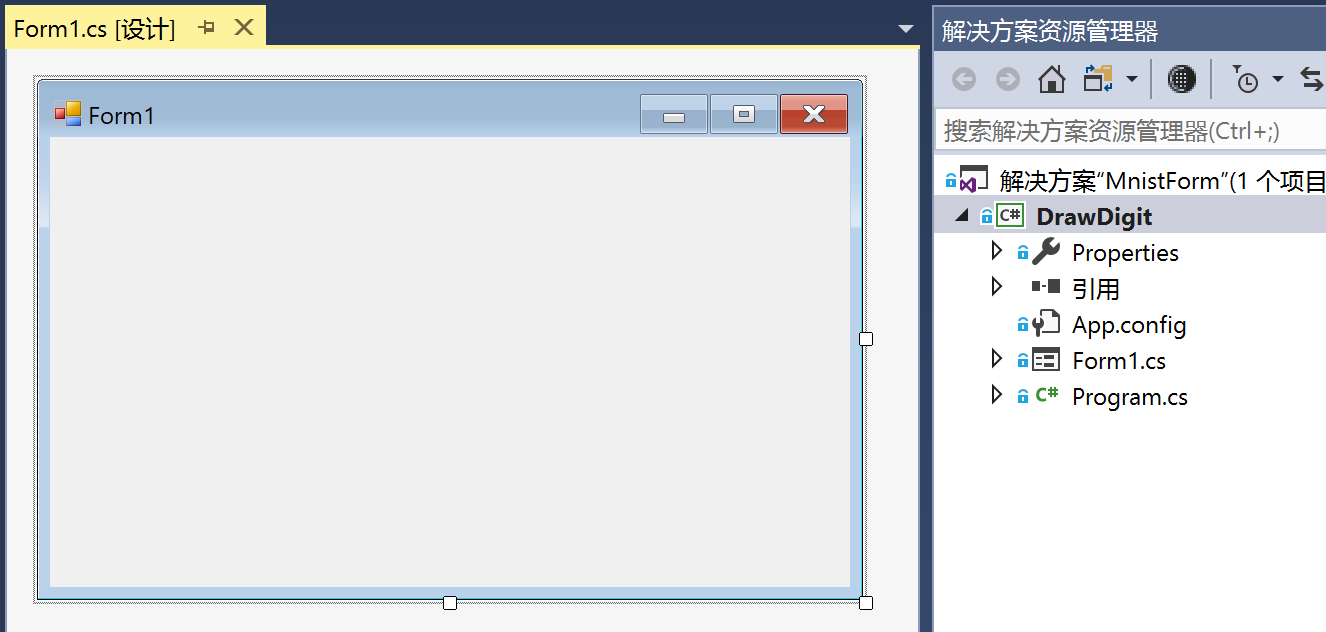 Form1.cs [设计]
Form1
解决方案资源管理器
搜索解决方案资源管理器(Ctrl+;)
解决方案“MnistForm”(1 个项目
C# DrawDigit
Properties
引用
App.config
Form1.cs
C# Program.cs